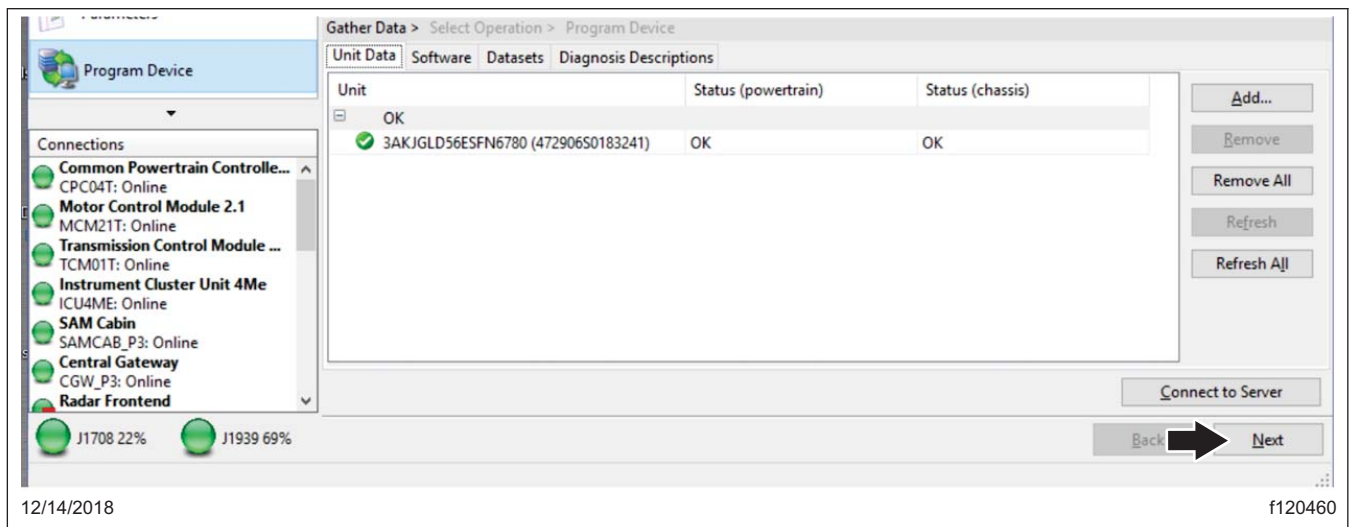 Parameters
Gather Data > Select Operation > Program Device
Program Device
Unit Data Software Datasets Diagnosis Descriptions
Unit Status (powertrain) Status (chassis)
OK
3AKJGLD56ESFN6780 (472906S0183241) OK OK
Add...
Remove
Remove All
Refresh
Refresh All
Connections
Common Powertrain Controlle...
CPC04T: Online
Motor Control Module 2.1
MCM21T: Online
Transmission Control Module ...
TCM01T: Online
Instrument Cluster Unit 4Me
ICU4ME: Online
SAM Cabin
SAMCAB_P3: Online
Central Gateway
CGW_P3: Online
Radar Frontend
Connect to Server
J1708 22% J1939 69%
Back Next
12/14/2018 f120460